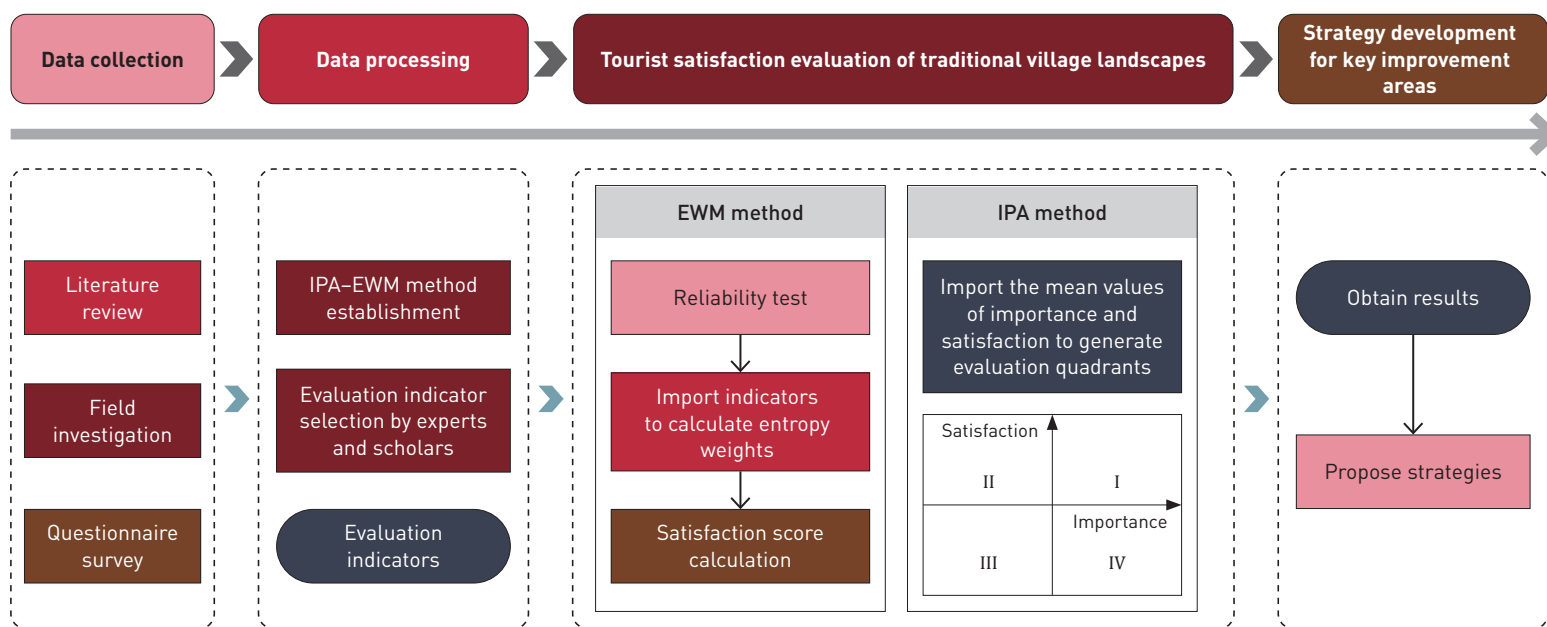 Data collection
Data processing
Tourist satisfaction evaluation of traditional village landscapes
Strategy development
for key improvement
areas
Literature
review
Field
investigation
Questionnaire
survey
IPA–EWM method
establishment
Evaluation indicator
selection by experts
and scholars
Evaluation
indicators
EWM method
Reliability test
Import indicators
to calculate entropy
weights
Satisfaction score
calculation
IPA method
Import the mean values
of importance and
satisfaction to generate
evaluation quadrants
Satisfaction
II
I
Importance
III
IV
Obtain results
Propose strategies